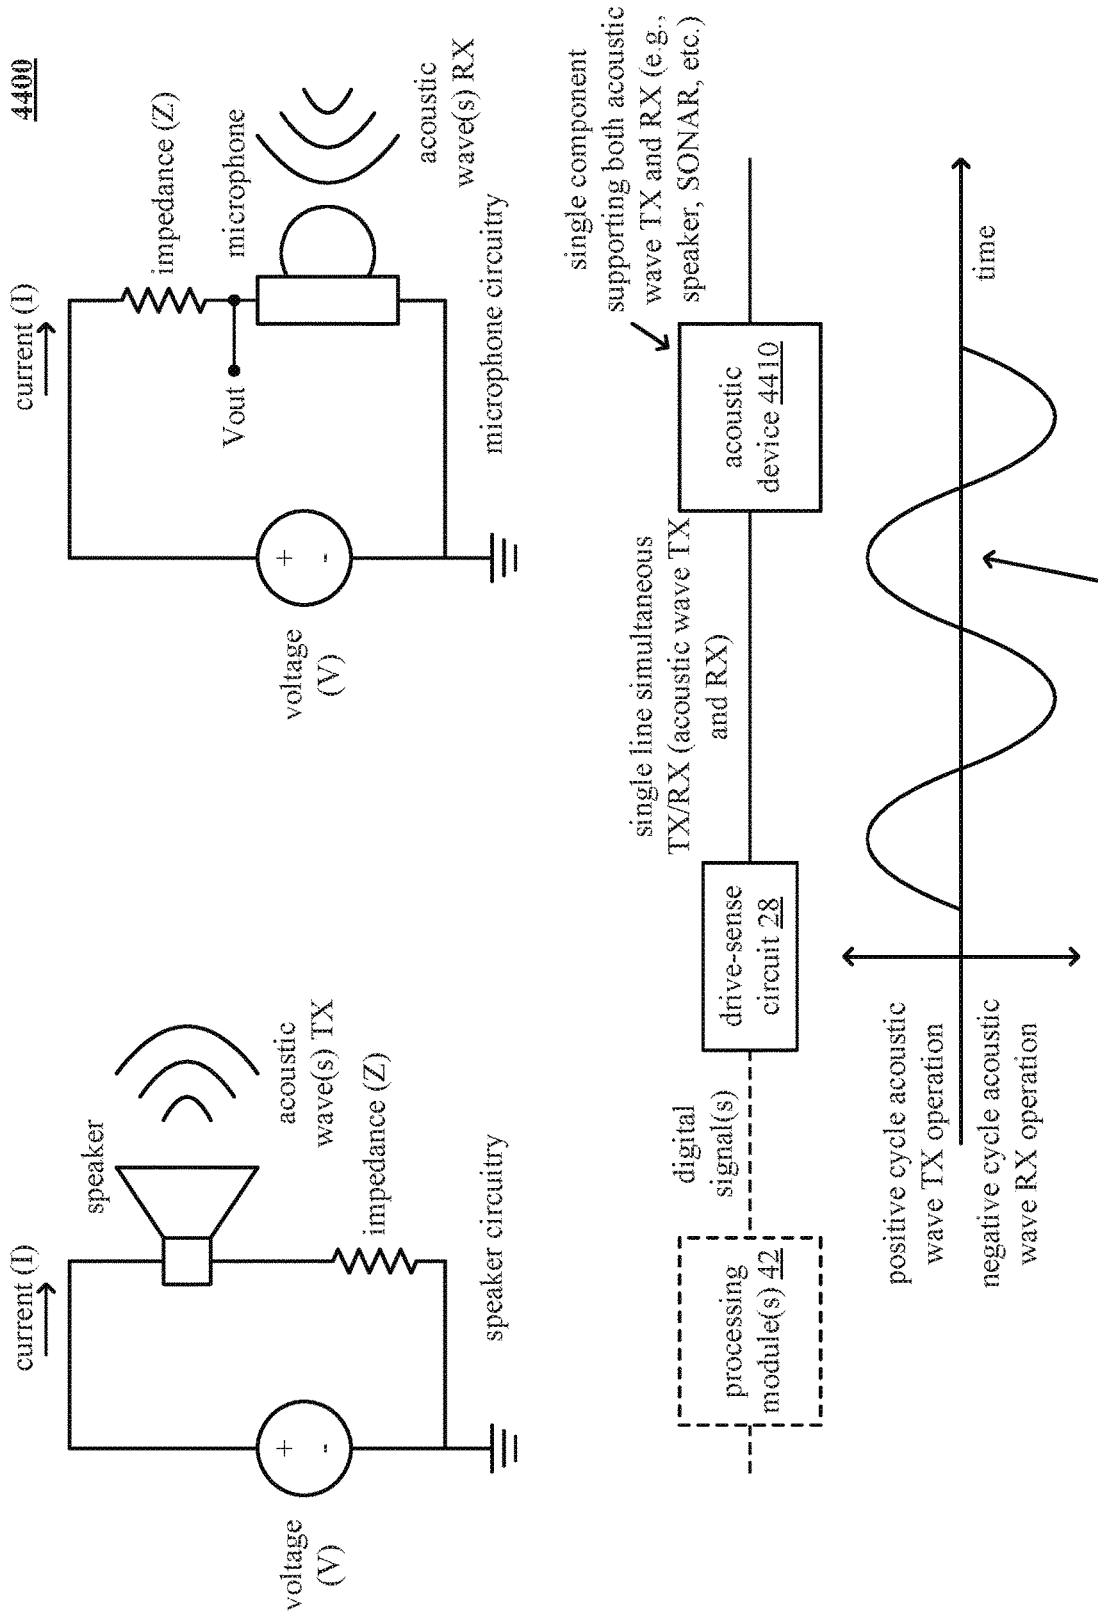 4400
current (I)
speaker
acoustic
wave(s) TX
impedance (Z)
voltage
(V)
speaker circuitry
current (I)
impedance (Z)
microphone
Vout
acoustic
wave(s) RX
voltage
(V)
microphone circuitry
+
-
+
-
processing
module(s) 42
digital
signal(s)
drive-sense
circuit 28
single line simultaneous
TX/RX (acoustic wave TX
and RX)
acoustic
device 4410
single component
supporting both acoustic
wave TX and RX (e.g.,
speaker, SONAR, etc.)
positive cycle acoustic
wave TX operation
negative cycle acoustic
wave RX operation
time